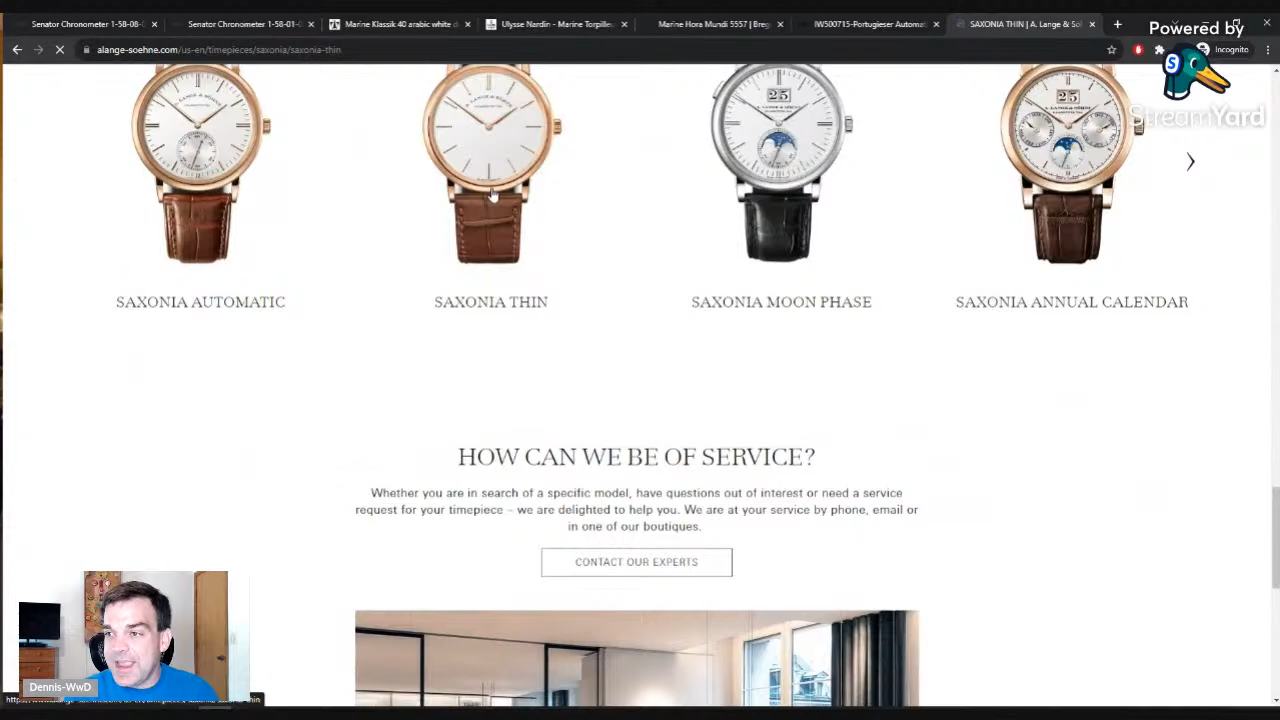 Senator Chronometer 1-58-08-
Senator Chronometer 1-58-01-0
Marine Klassik 40 arabic white d
Ulysse Nardin - Marine Torpilleu
Marine Hora Mundi 5557 | Breg
IW500715-Portugieser Automat
SAXONIA THIN | A. Lange & Söh
Powered by
StreamYard
alange-soehne.com/us-en/timepieces/saxonia/saxonia-thin
Incognito
25
25
SAXONIA AUTOMATIC
SAXONIA THIN
SAXONIA MOON PHASE
SAXONIA ANNUAL CALENDAR
HOW CAN WE BE OF SERVICE?
Whether you are in search of a specific model, have questions out of interest or need a service
request for your timepiece – we are delighted to help you. We are at your service by phone, email or
in one of our boutiques.
CONTACT OUR EXPERTS
Dennis-WwD